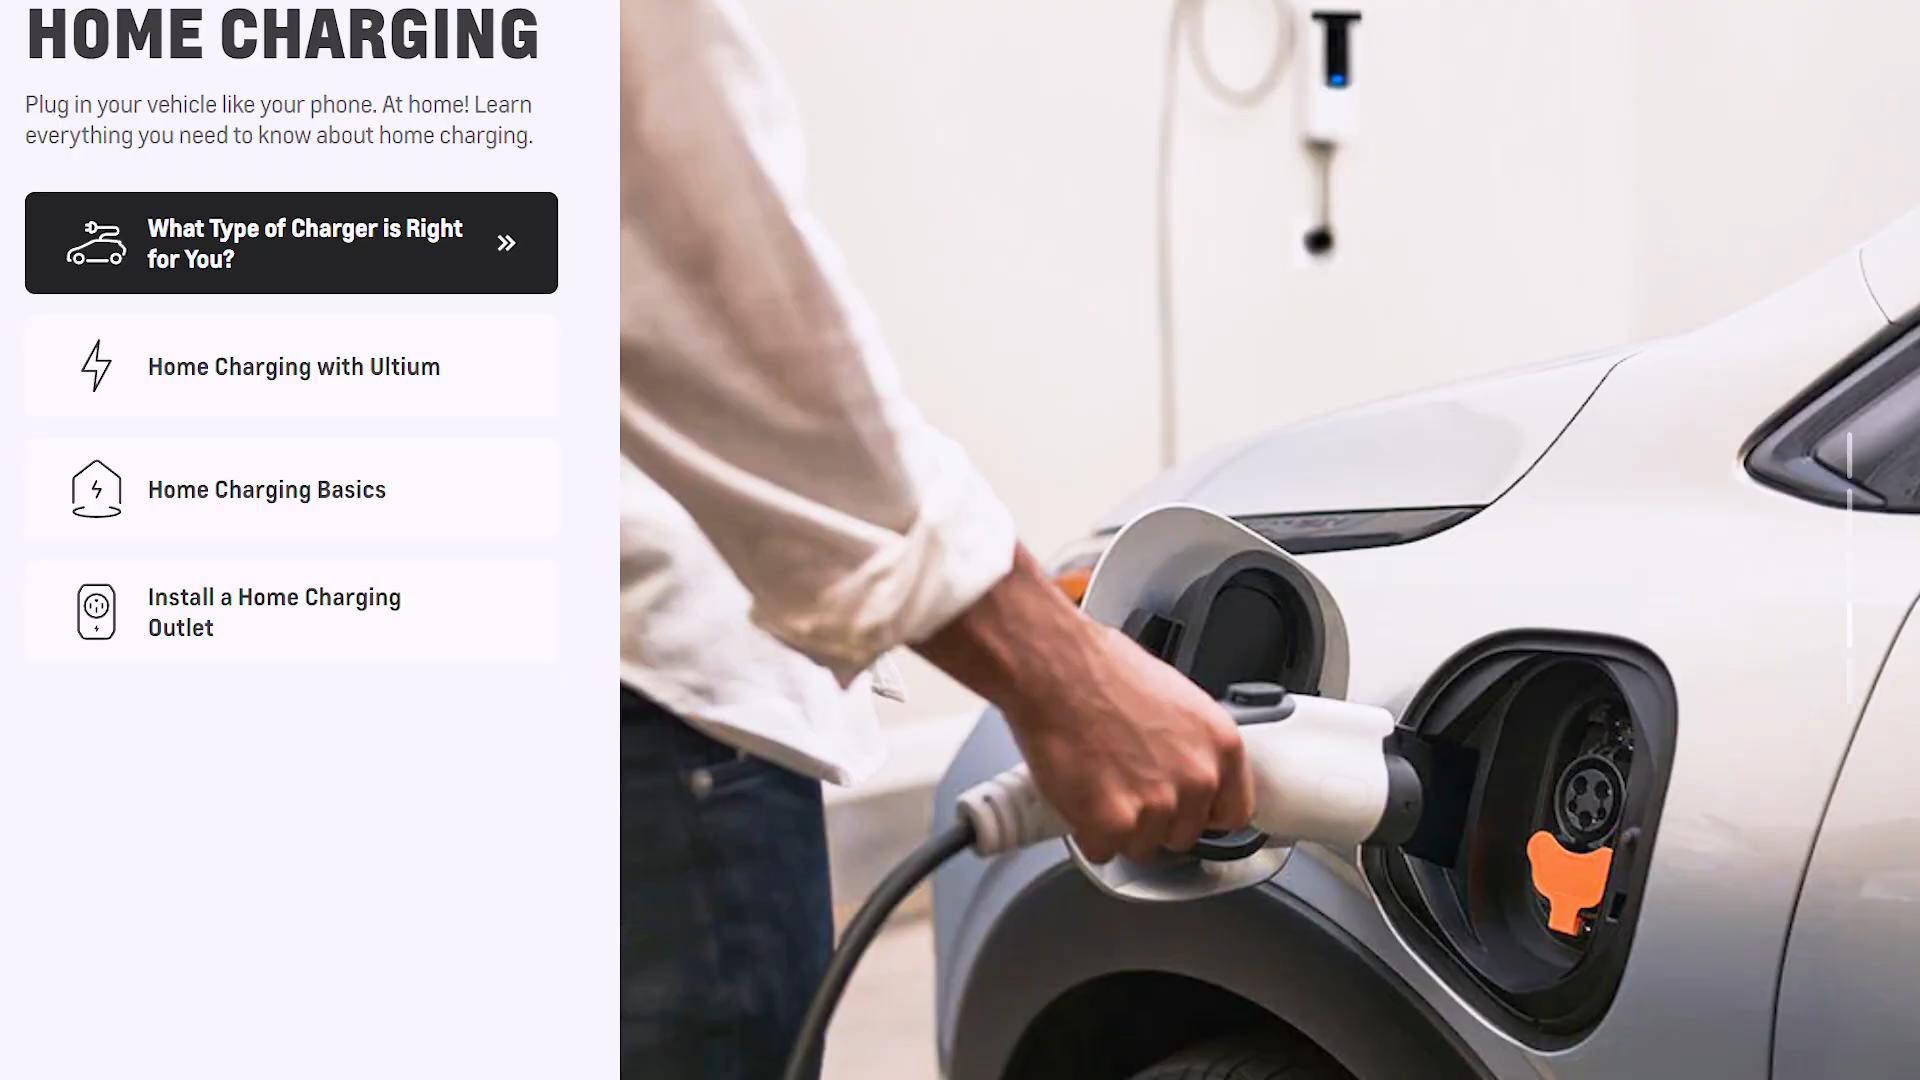 HOME CHARGING
Plug in your vehicle like your phone. At home! Learn
everything you need to know about home charging.
What Type of Charger is Right
for You?
Home Charging with Ultium
Home Charging Basics
Install a Home Charging
Outlet